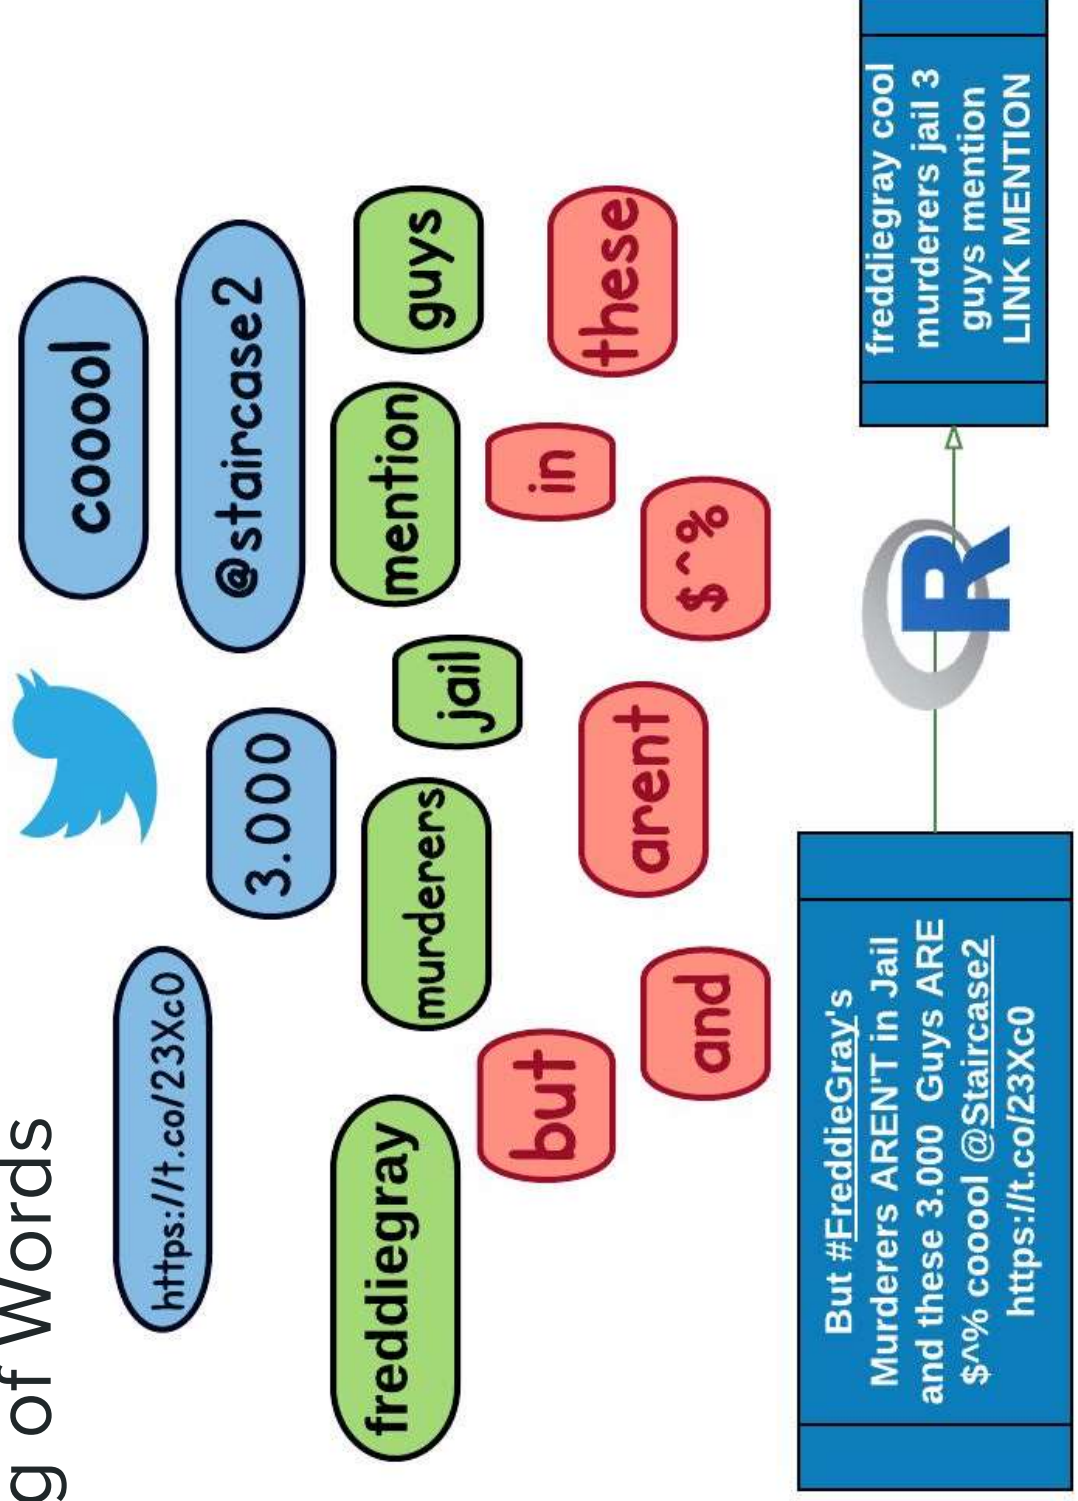 g of Words
https://t.co/23Xc0
3.000
@staircase2
coool
freddiegray
murderers
jail
mention
guys
but
and
arent
$^%
in
these
But #FreddieGray's
Murderers AREN'T in Jail
and these 3.000 Guys ARE
$^% cooool @Staircase2
https://t.co/23Xc0
R
freddiegray cool
murderers jail 3
guys mention
LINK MENTION